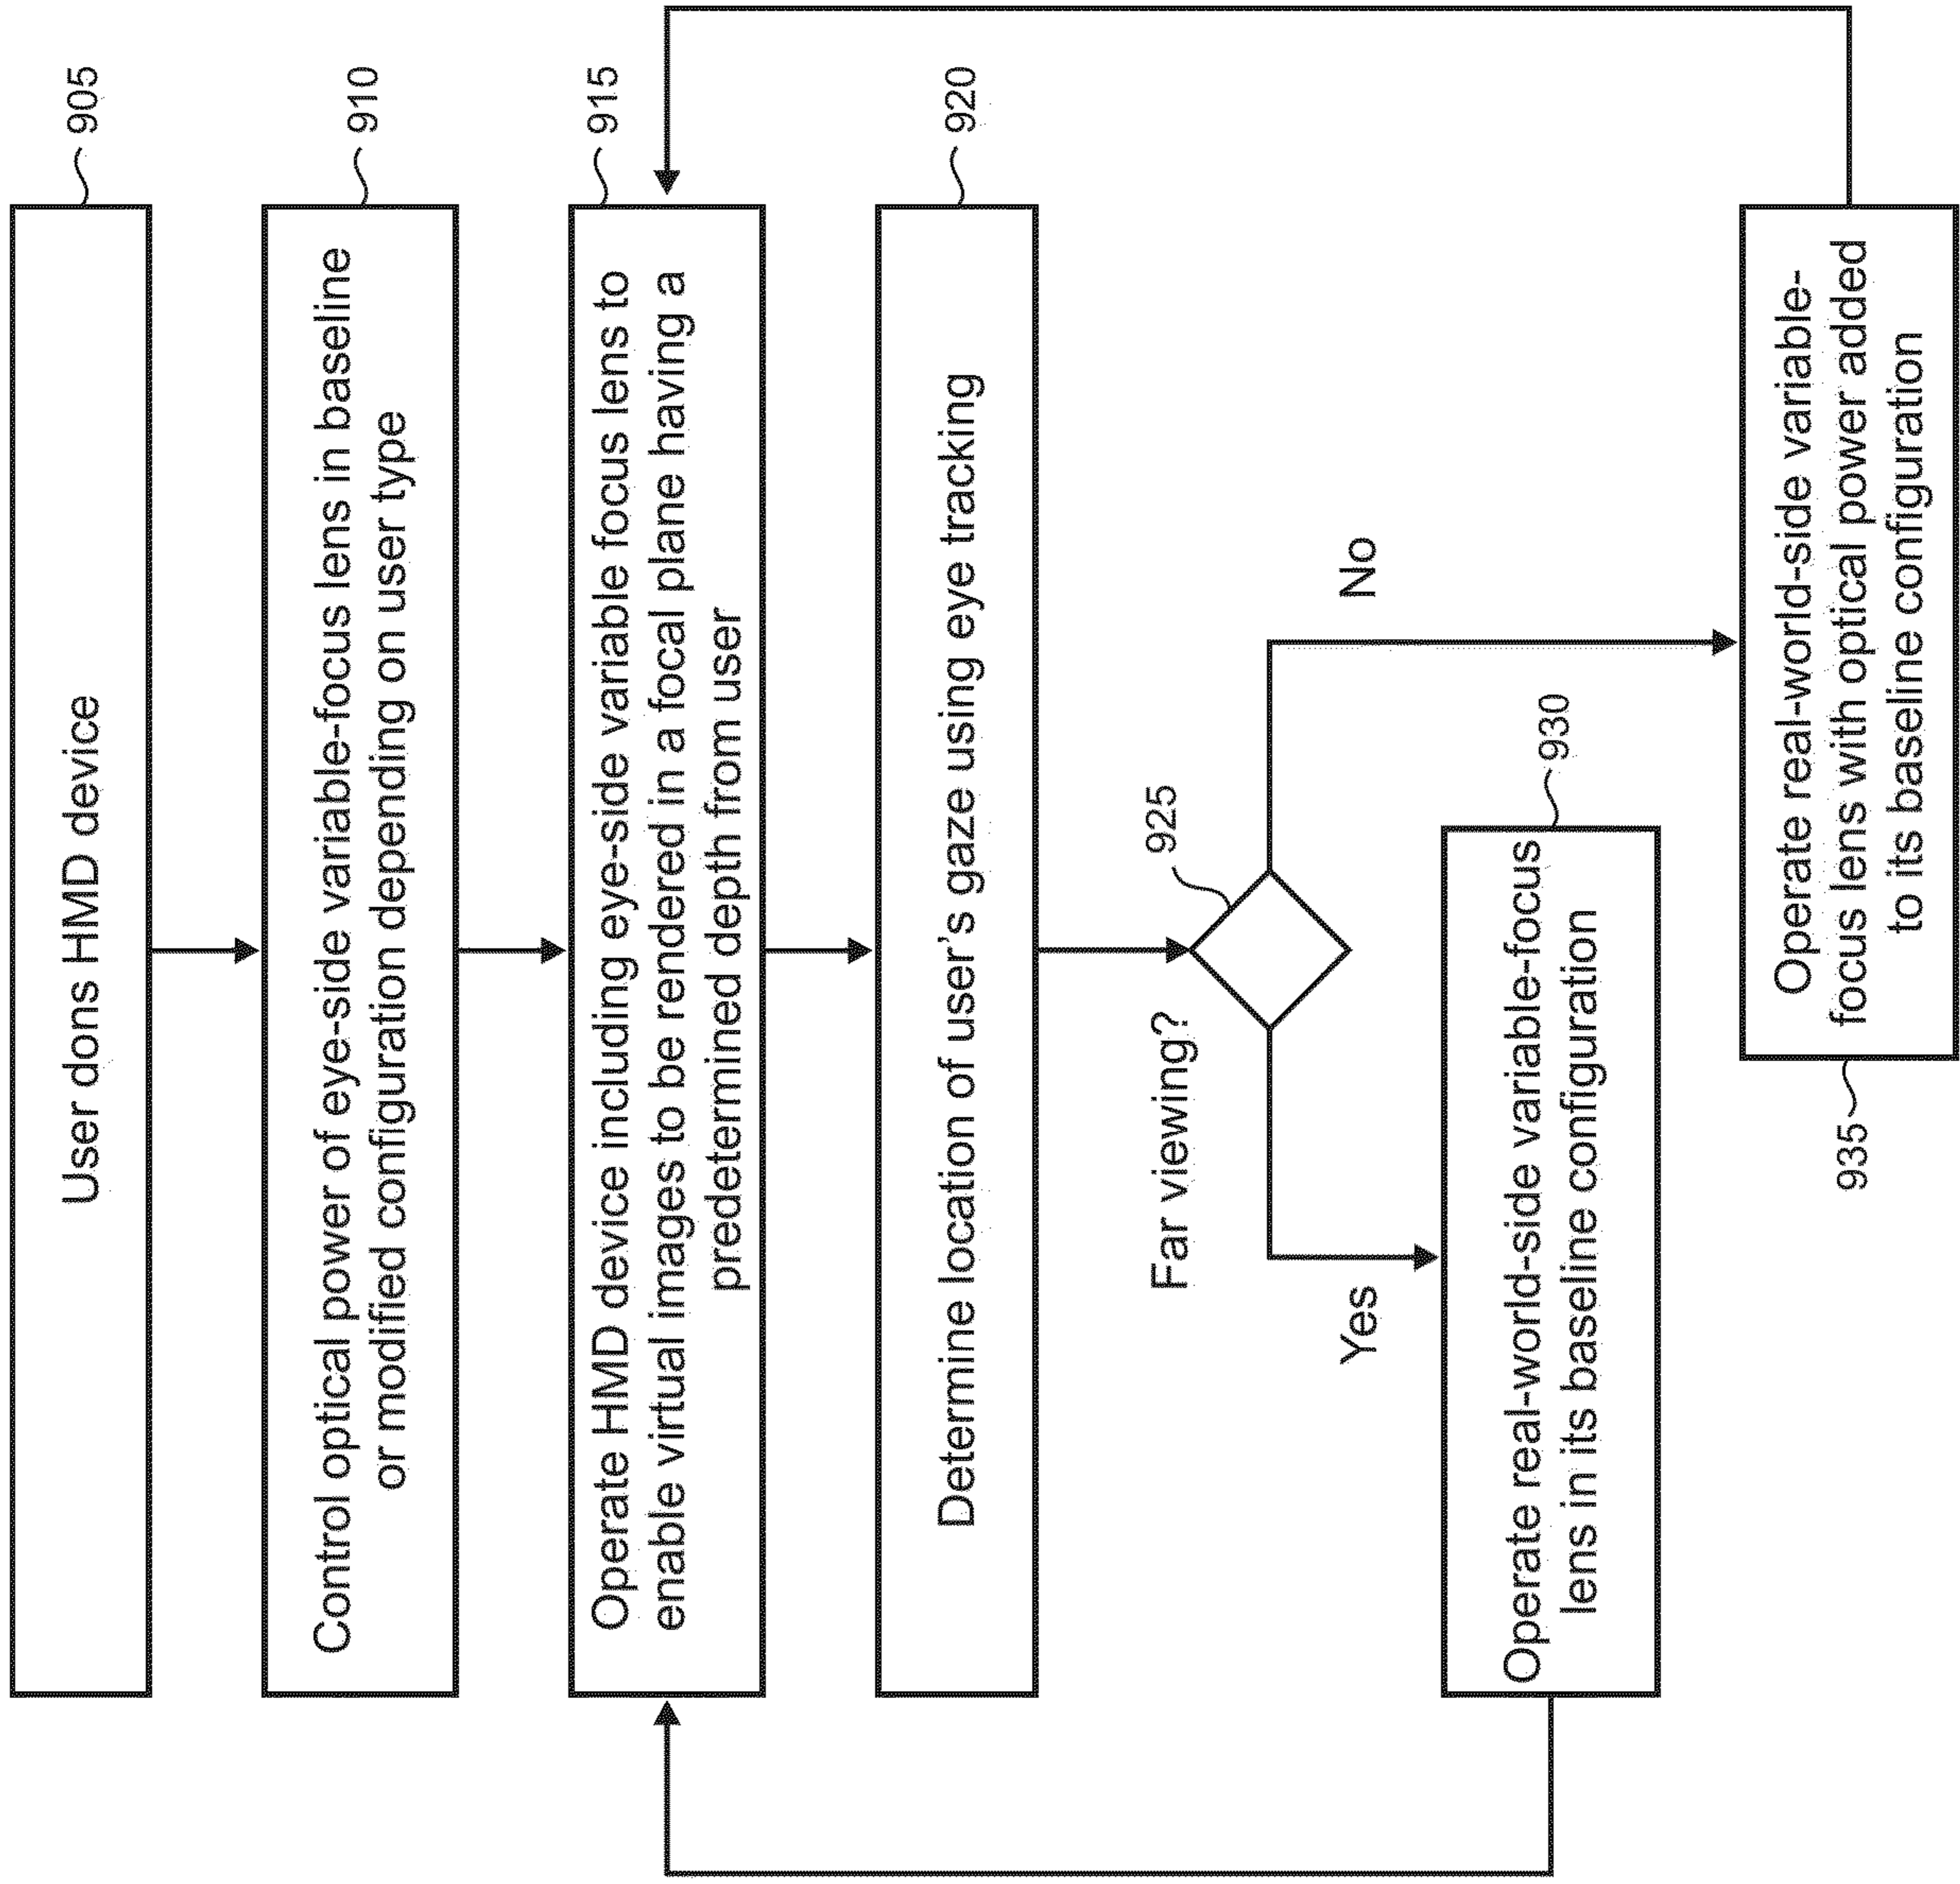 User dons HMD device
905
Control optical power of eye-side variable-focus lens in baseline
or modified configuration depending on user type
910
Operate HMD device including eye-side variable focus lens to
enable virtual images to be rendered in a focal plane having a
predetermined depth from user
915
Determine location of user's gaze using eye tracking
920
Far viewing?
925
Yes
No
Operate real-world-side variable-focus
lens in its baseline configuration
930
Operate real-world-side variable-
focus lens with optical power added
to its baseline configuration
935